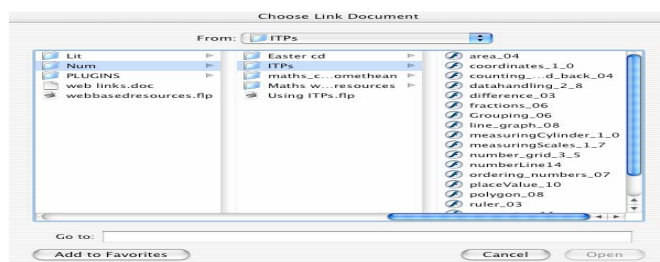 Choose Link Document
From: ITPs
Lit
Num
PLUGINS
web links.doc
webbasedresources.flp
Easter cd
ITPs
maths_c...omethean
Maths w...resources
Using ITPs.flp
area_04
coordinates_1_0
counting_...d_back_04
datahandling_2_8
difference_03
fractions_06
Grouping_06
line_graph_08
measuringCylinder_1_0
measuringScales_1_7
number_grid_3_5
numberLine14
ordering_numbers_07
placeValue_10
polygon_08
ruler_03
Go to:
Add to Favorites
Cancel
Open